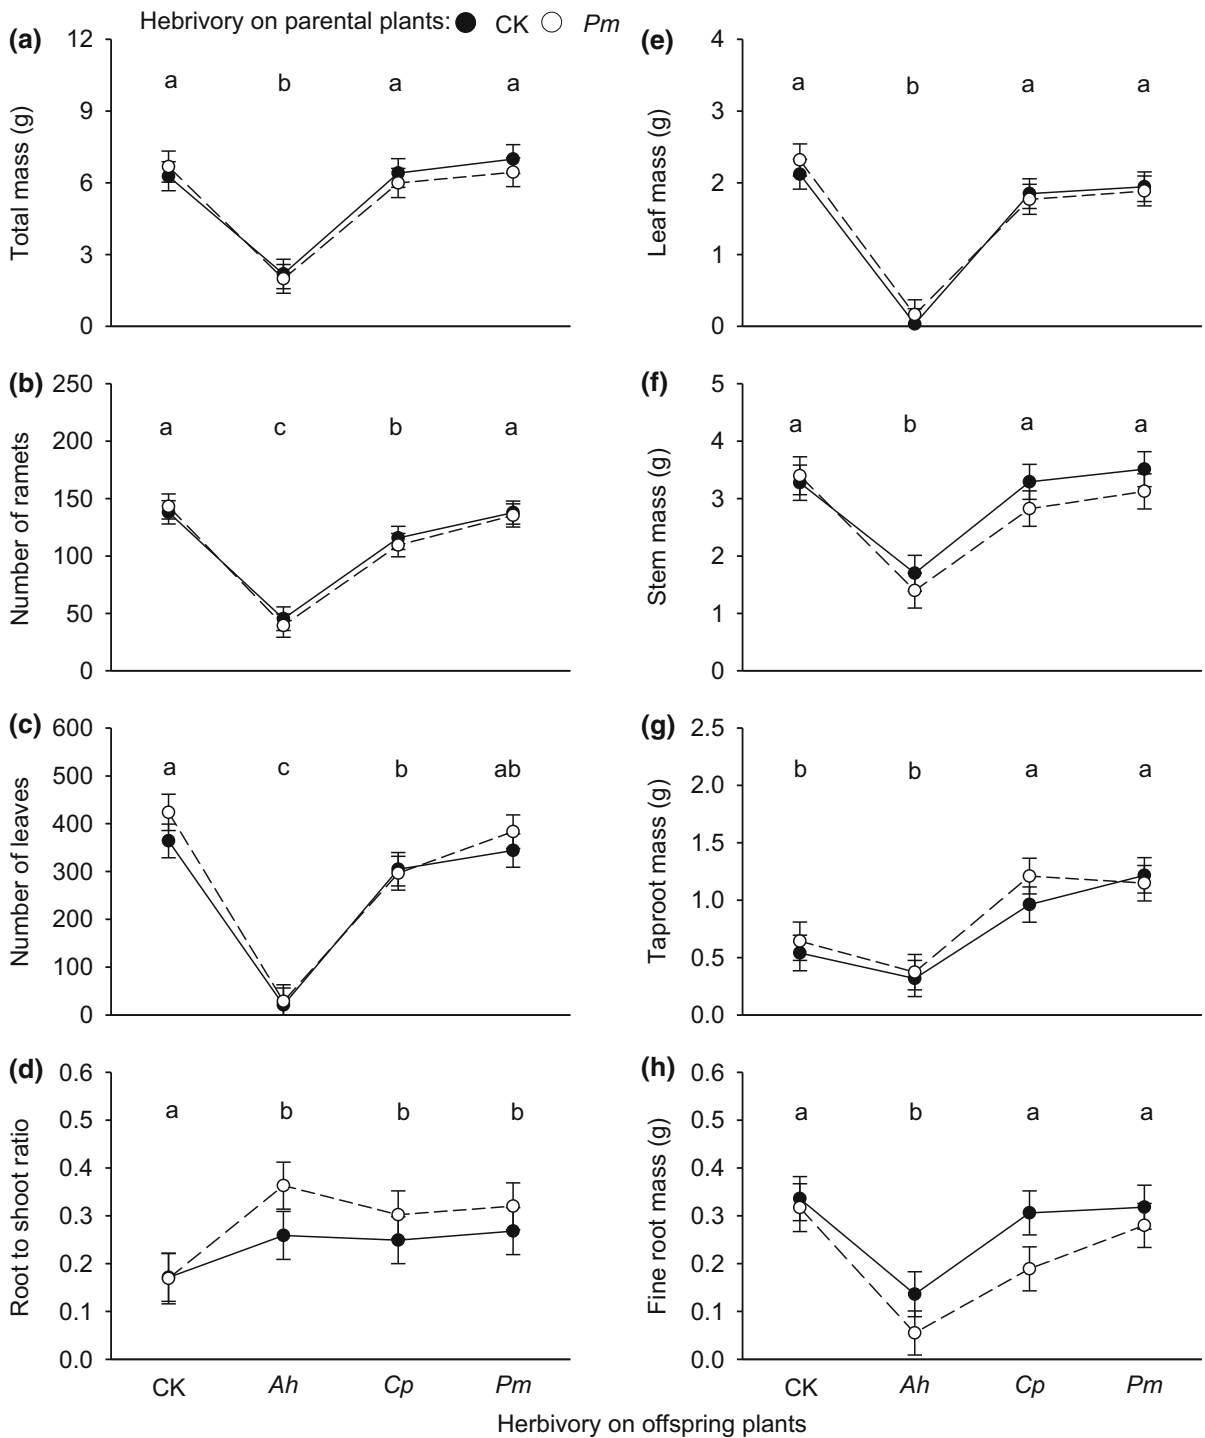 Hebrivory on parental plants: CK Pm
(a)
12
9
6
3
0
Total mass (g)
a b a a
(b)
250
200
150
100
50
0
Number of ramets
a c b a
(c)
600
500
400
300
200
100
0
Number of leaves
a c b ab
(d)
0.6
0.5
0.4
0.3
0.2
0.1
0.0
Root to shoot ratio
a b b b
CK Ah Cp Pm
(e)
4
3
2
1
0
Leaf mass (g)
a b a a
(f)
5
4
3
2
1
0
Stem mass (g)
a b a a
(g)
2.5
2.0
1.5
1.0
0.5
0.0
Taproot mass (g)
b b a a
(h)
0.6
0.5
0.4
0.3
0.2
0.1
0.0
Fine root mass (g)
a b a a
CK Ah Cp Pm
Herbivory on offspring plants